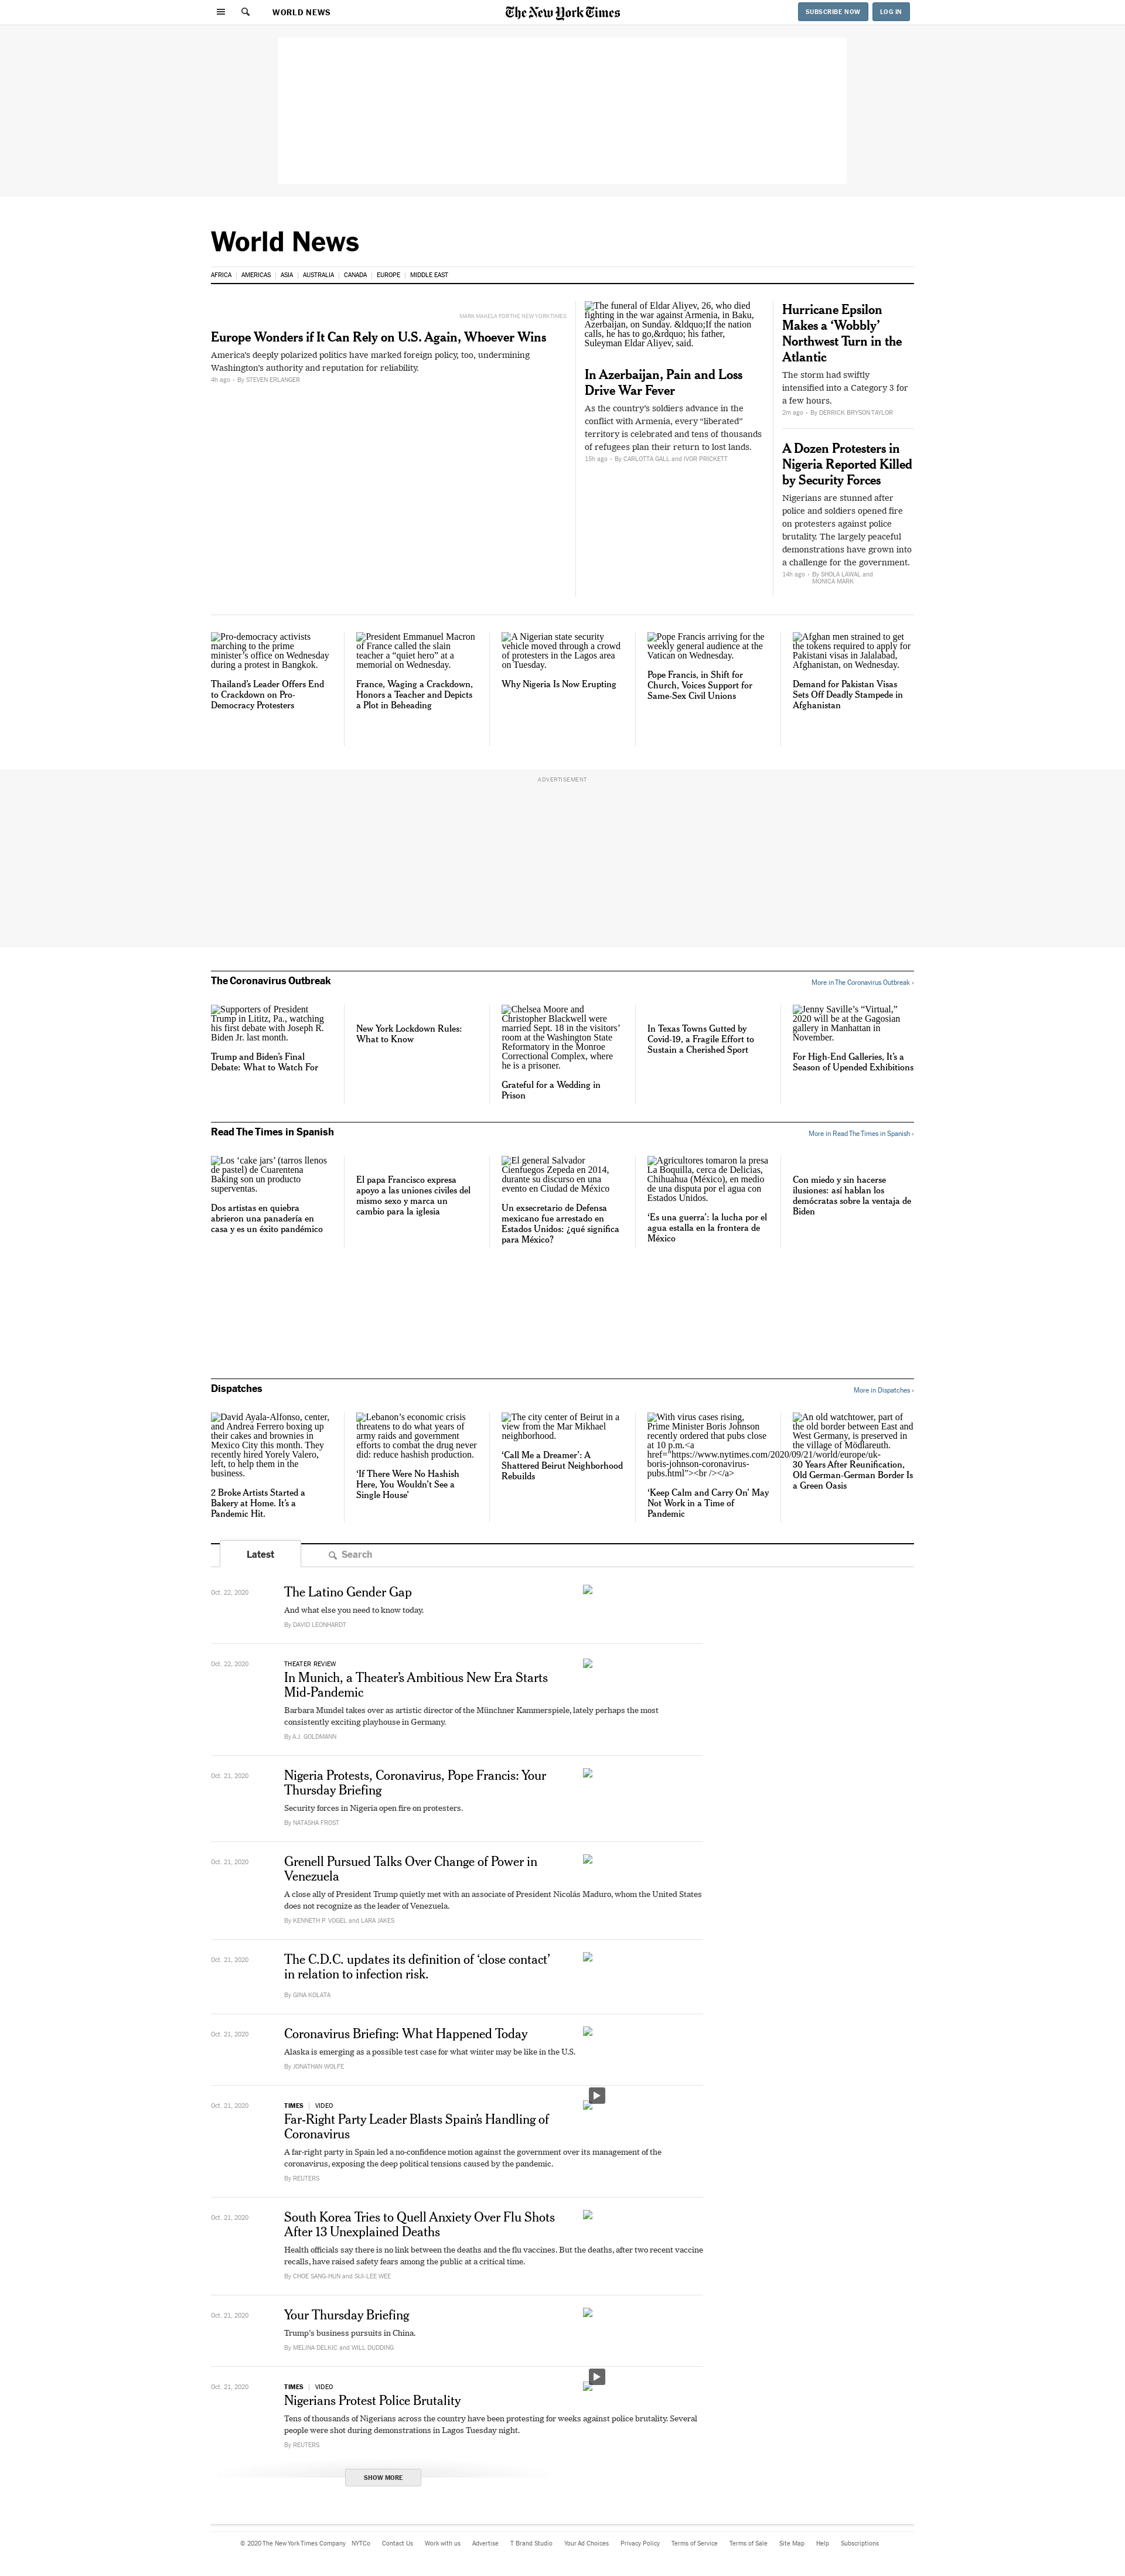 WORLD NEWS
The New York Times
SUBSCRIBE NOW
LOG IN
World News
AFRICA | AMERICAS | ASIA | AUSTRALIA | CANADA | EUROPE | MIDDLE EAST
MARK MAKELA FOR THE NEW YORK TIMES
Europe Wonders if It Can Rely on U.S. Again, Whoever Wins
America's deeply polarized politics have marked foreign policy, too, undermining
Washington's authority and reputation for reliability.
4h ago • By STEVEN ERLANGER
The funeral of Eldar Aliyev, 26, who died
fighting in the war against Armenia, in Baku,
Azerbaijan, on Sunday. &ldquo;If the nation
calls, he has to go,&rdquo; his father,
Suleyman Eldar Aliyev, said.
In Azerbaijan, Pain and Loss
Drive War Fever
As the country's soldiers advance in the
conflict with Armenia, every “liberated”
territory is celebrated and tens of thousands
of refugees plan their return to lost lands.
15h ago • By CARLOTTA GALL and IVOR PRICKETT
Hurricane Epsilon
Makes a ‘Wobbly’
Northwest Turn in the
Atlantic
The storm had swiftly
intensified into a Category 3 for
a few hours.
2m ago • By DERRICK BRYSON TAYLOR
A Dozen Protesters in
Nigeria Reported Killed
by Security Forces
Nigerians are stunned after
police and soldiers opened fire
on protesters against police
brutality. The largely peaceful
demonstrations have grown into
a challenge for the government.
14h ago • By SHOLA LAWAL and
MONICA MARK
Pro-democracy activists
marching to the prime
minister’s office on Wednesday
during a protest in Bangkok.
Thailand’s Leader Offers End
to Crackdown on Pro-
Democracy Protesters
President Emmanuel Macron
of France called the slain
teacher a “quiet hero” at a
memorial on Wednesday.
France, Waging a Crackdown,
Honors a Teacher and Depicts
a Plot in Beheading
A Nigerian state security
vehicle moved through a crowd
of protesters in the Lagos area
on Tuesday.
Why Nigeria Is Now Erupting
Pope Francis arriving for the
weekly general audience at the
Vatican on Wednesday.
Pope Francis, in Shift for
Church, Voices Support for
Same-Sex Civil Unions
Afghan men strained to get
the tokens required to apply for
Pakistani visas in Jalalabad,
Afghanistan, on Wednesday.
Demand for Pakistan Visas
Sets Off Deadly Stampede in
Afghanistan
ADVERTISEMENT
The Coronavirus Outbreak
More in The Coronavirus Outbreak ›
Supporters of President
Trump in Lititz, Pa., watching
his first debate with Joseph R.
Biden Jr. last month.
Trump and Biden’s Final
Debate: What to Watch For
New York Lockdown Rules:
What to Know
Chelsea Moore and
Christopher Blackwell were
married Sept. 18 in the visitors’
room at the Washington State
Reformatory in the Monroe
Correctional Complex, where
he is a prisoner.
Grateful for a Wedding in
Prison
In Texas Towns Gutted by
Covid-19, a Fragile Effort to
Sustain a Cherished Sport
Jenny Saville’s “Virtual,”
2020 will be at the Gagosian
gallery in Manhattan in
November.
For High-End Galleries, It’s a
Season of Upended Exhibitions
Read The Times in Spanish
More in Read The Times in Spanish ›
Los ‘cake jars’ (tarros llenos
de pastel) de Cuarentena
Baking son un producto
superventas.
Dos artistas en quiebra
abrieron una panadería en
casa y es un éxito pandémico
El papa Francisco expresa
apoyo a las uniones civiles del
mismo sexo y marca un
cambio para la iglesia
El general Salvador
Cienfuegos Zepeda en 2014,
durante su discurso en una
evento en Ciudad de México
Un exsecretario de Defensa
mexicano fue arrestado en
Estados Unidos: ¿qué significa
para México?
Agricultores tomaron la presa
La Boquilla, cerca de Delicias,
Chihuahua (México), en medio
de una disputa por el agua con
Estados Unidos.
‘Es una guerra’: la lucha por el
agua estalla en la frontera de
México
Con miedo y sin hacerse
ilusiones: así hablan los
demócratas sobre la ventaja de
Biden
Dispatches
More in Dispatches ›
David Ayala-Alfonso, center,
and Andrea Ferrero boxing up
their cakes and brownies in
Mexico City this month. They
recently hired Yorely Valero,
left, to help them in the
business.
2 Broke Artists Started a
Bakery at Home. It’s a
Pandemic Hit.
Lebanon’s economic crisis
threatens to do what years of
army raids and government
efforts to combat the drug never
did: reduce hashish production.
‘If There Were No Hashish
Here, You Wouldn’t See a
Single House’
The city center of Beirut in a
view from the Mar Mikhael
neighborhood.
‘Call Me a Dreamer’: A
Shattered Beirut Neighborhood
Rebuilds
With virus cases rising,
Prime Minister Boris Johnson
recently ordered that pubs close
at 10 p.m.<a
href="https://www.nytimes.com/2020/09/21/world/europe/uk-
boris-johnson-coronavirus-
pubs.html"><br /></a>
‘Keep Calm and Carry On’ May
Not Work in a Time of
Pandemic
An old watchtower, part of
the old border between East and
West Germany, is preserved in
the village of Mödlareuth.
30 Years After Reunification,
Old German-German Border Is
a Green Oasis
Latest
Search
Oct. 22, 2020
The Latino Gender Gap
And what else you need to know today.
By DAVID LEONHARDT
Oct. 22, 2020
THEATER REVIEW
In Munich, a Theater’s Ambitious New Era Starts
Mid-Pandemic
Barbara Mundel takes over as artistic director of the Münchner Kammerspiele, lately perhaps the most
consistently exciting playhouse in Germany.
By A.J. GOLDMANN
Oct. 21, 2020
Nigeria Protests, Coronavirus, Pope Francis: Your
Thursday Briefing
Security forces in Nigeria open fire on protesters.
By NATASHA FROST
Oct. 21, 2020
Grenell Pursued Talks Over Change of Power in
Venezuela
A close ally of President Trump quietly met with an associate of President Nicolás Maduro, whom the United States
does not recognize as the leader of Venezuela.
By KENNETH P. VOGEL and LARA JAKES
Oct. 21, 2020
The C.D.C. updates its definition of ‘close contact’
in relation to infection risk.
By GINA KOLATA
Oct. 21, 2020
Coronavirus Briefing: What Happened Today
Alaska is emerging as a possible test case for what winter may be like in the U.S.
By JONATHAN WOLFE
Oct. 21, 2020
TIMES | VIDEO
Far-Right Party Leader Blasts Spain’s Handling of
Coronavirus
A far-right party in Spain led a no-confidence motion against the government over its management of the
coronavirus, exposing the deep political tensions caused by the pandemic.
By REUTERS
Oct. 21, 2020
South Korea Tries to Quell Anxiety Over Flu Shots
After 13 Unexplained Deaths
Health officials say there is no link between the deaths and the flu vaccines. But the deaths, after two recent vaccine
recalls, have raised safety fears among the public at a critical time.
By CHOE SANG-HUN and SUI-LEE WEE
Oct. 21, 2020
Your Thursday Briefing
Trump’s business pursuits in China.
By MELINA DELKIC and WILL DUDDING
Oct. 21, 2020
TIMES | VIDEO
Nigerians Protest Police Brutality
Tens of thousands of Nigerians across the country have been protesting for weeks against police brutality. Several
people were shot during demonstrations in Lagos Tuesday night.
By REUTERS
SHOW MORE
© 2020 The New York Times Company NYTCo Contact Us Work with us Advertise T Brand Studio Your Ad Choices Privacy Policy Terms of Service Terms of Sale Site Map Help Subscriptions